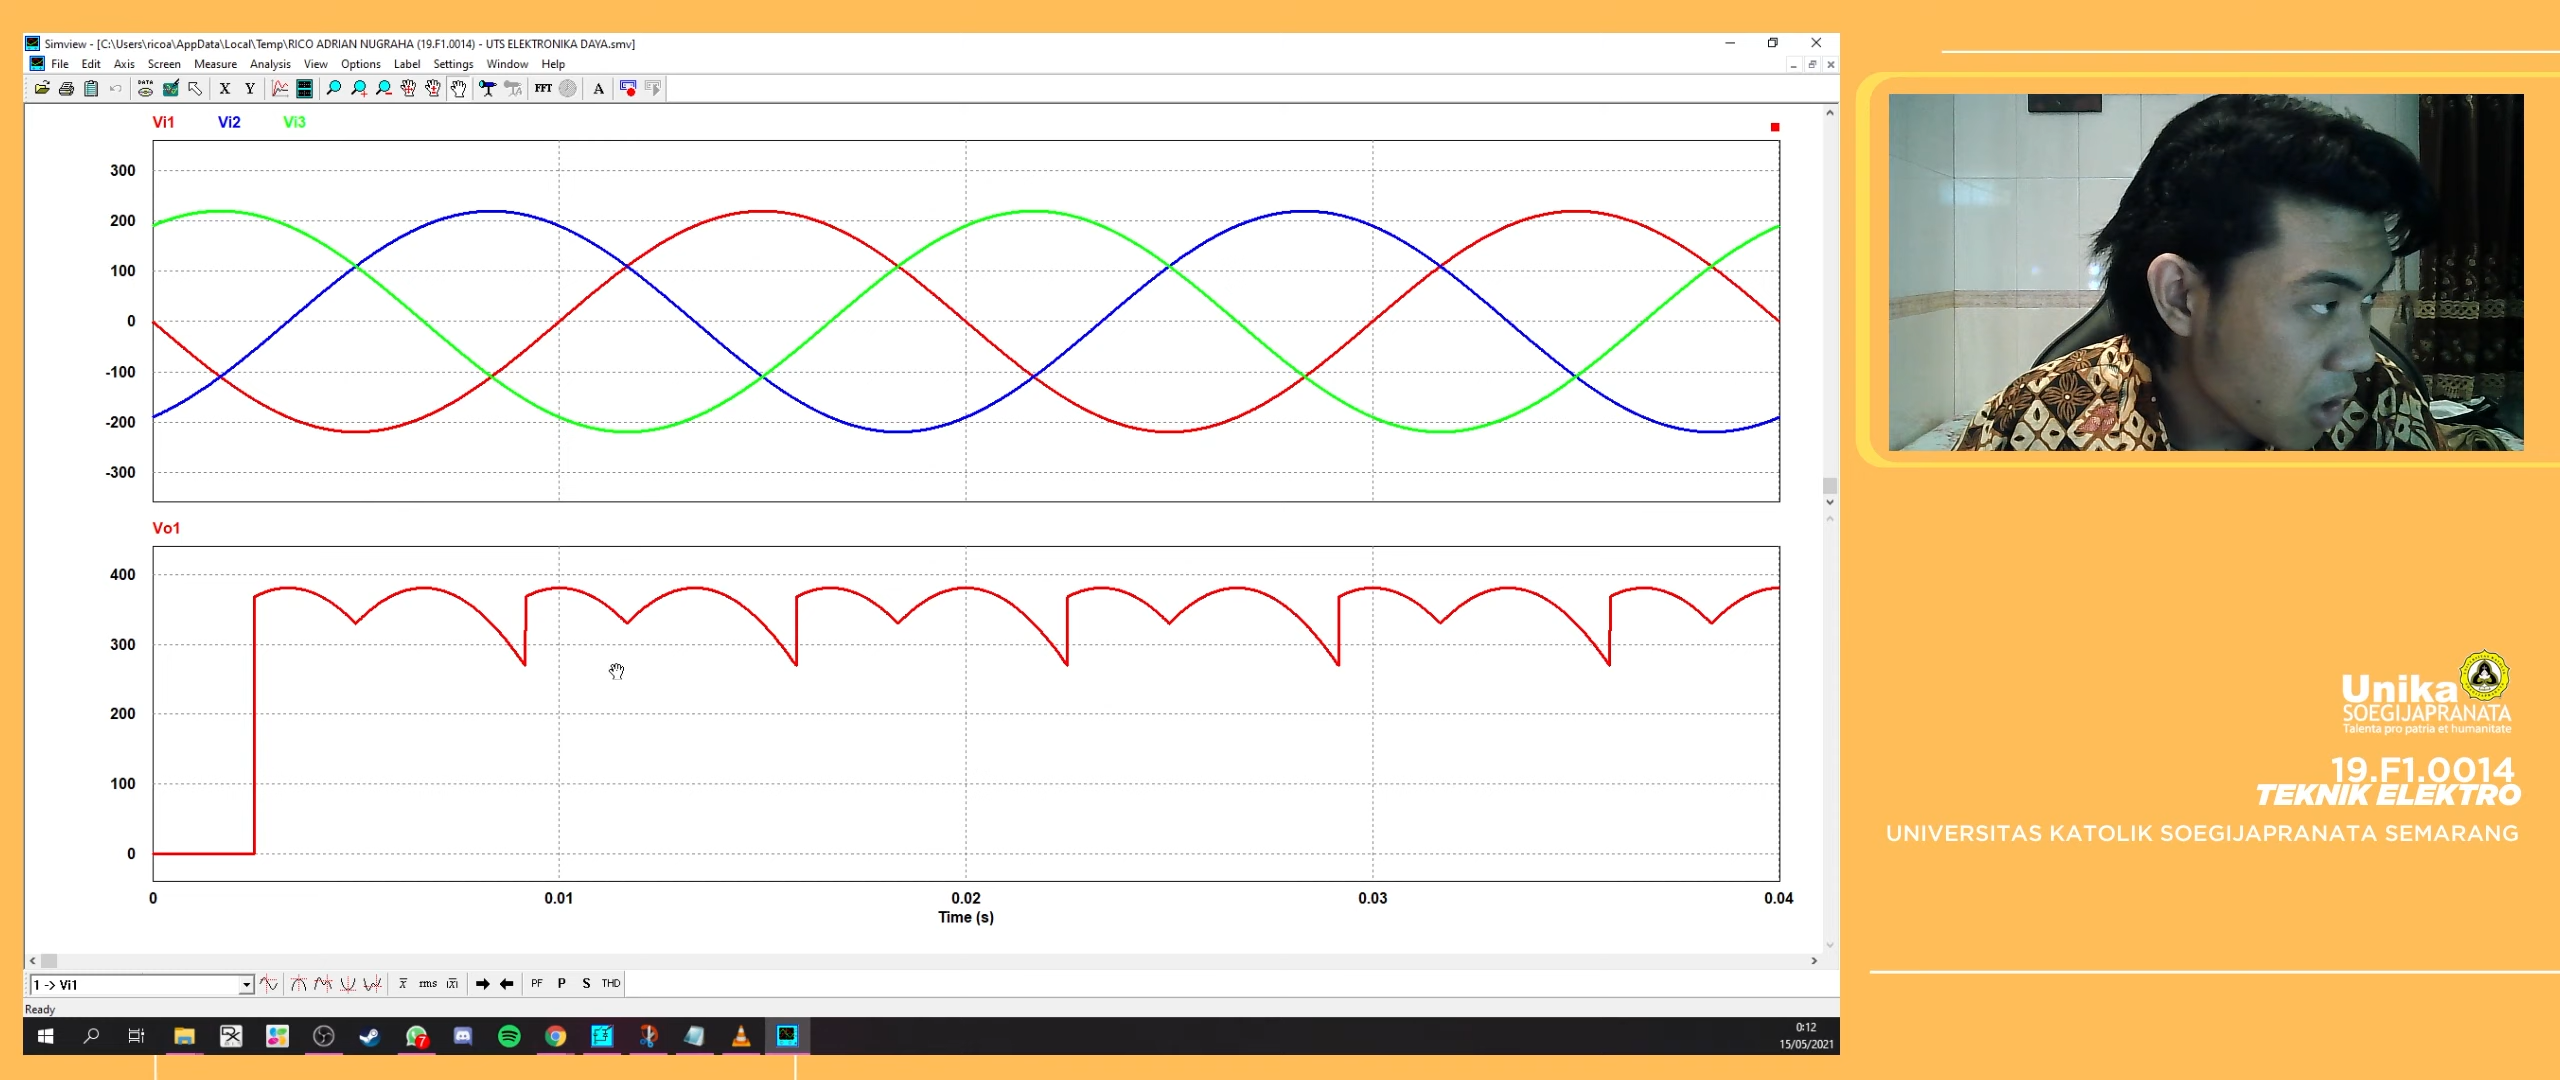 Simview - [C:\Users\ricoa\AppData\Local\Temp\RICO ADRIAN NUGRAHA (19.F1.0014) - UTS ELEKTRONIKA DAYA.smv]
File Edit Axis Screen Measure Analysis View Options Label Settings Window Help
DATA X Y FFT A
Vi1 Vi2 Vi3
300
200
100
0
-100
-200
-300
Vo1
400
300
200
100
0
0 0.01 0.02 0.03 0.04
Time (s)
1 -> Vi1
x rms |x| PF P S THD
Ready
7
0:12
15/05/2021
Unika
SOEGIJAPRANATA
Talenta pro patria et humanitate
19.F1.0014
TEKNIK ELEKTRO
UNIVERSITAS KATOLIK SOEGIJAPRANATA SEMARANG